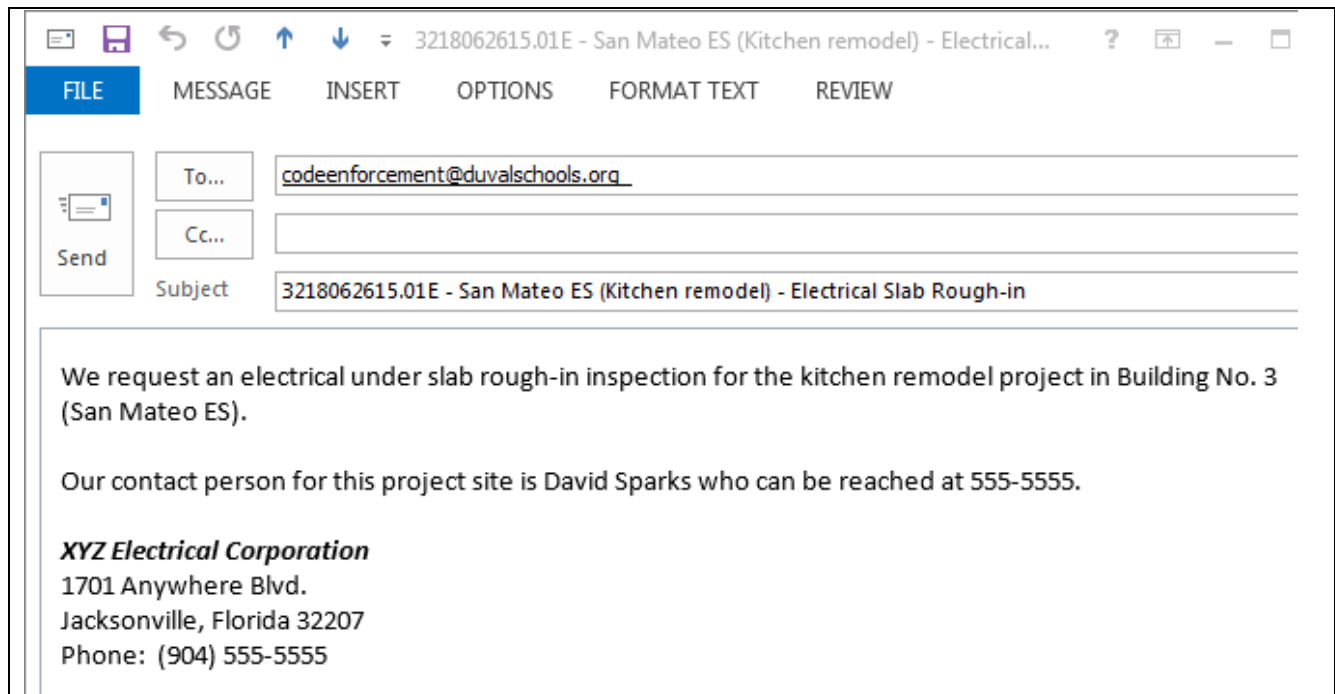 3218062615.01E - San Mateo ES (Kitchen remodel) - Electrical... ?
FILE MESSAGE INSERT OPTIONS FORMAT TEXT REVIEW
To... codeenforcement@duvalschools.org
Cc...
Send
Subject 3218062615.01E - San Mateo ES (Kitchen remodel) - Electrical Slab Rough-in
We request an electrical under slab rough-in inspection for the kitchen remodel project in Building No. 3
(San Mateo ES).
Our contact person for this project site is David Sparks who can be reached at 555-5555.
XYZ Electrical Corporation
1701 Anywhere Blvd.
Jacksonville, Florida 32207
Phone: (904) 555-5555